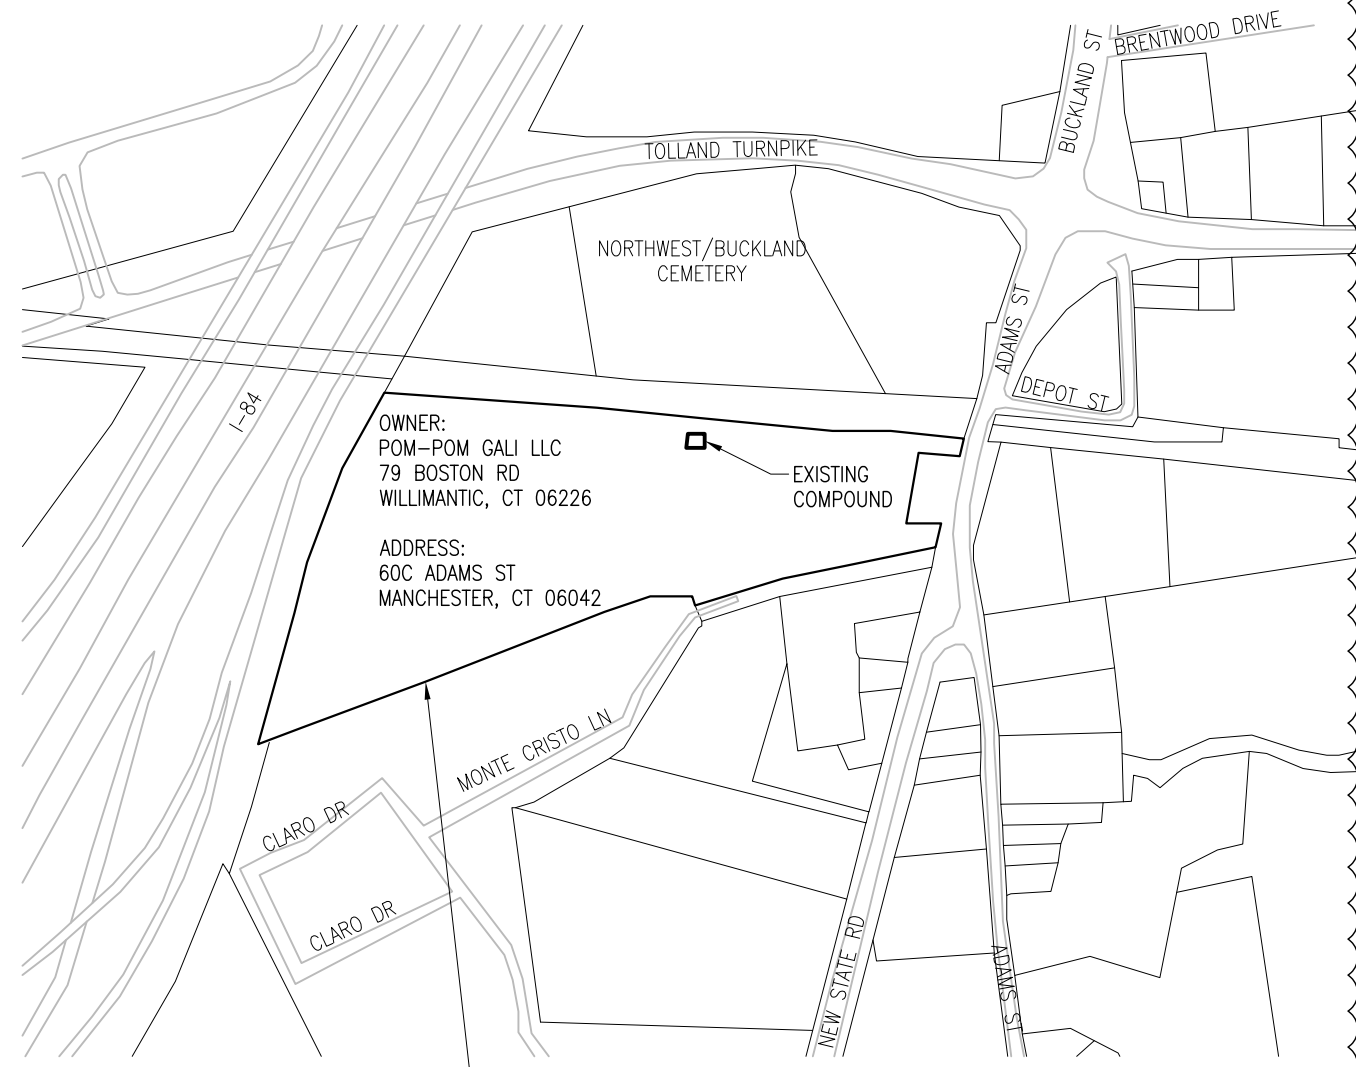 BRENTWOOD DRIVE
BUCKLAND ST
TOLLAND TURNPIKE
NORTHWEST/BUCKLAND
CEMETERY
ADAMS ST
DEPOT ST
I-84
OWNER:
POM-POM GALI LLC
79 BOSTON RD
WILLIMANTIC, CT 06226
EXISTING
COMPOUND
ADDRESS:
60C ADAMS ST
MANCHESTER, CT 06042
MONTE CRISTO LN
CLARO DR
CLARO DR
NEW STATE RD
ADAMS ST